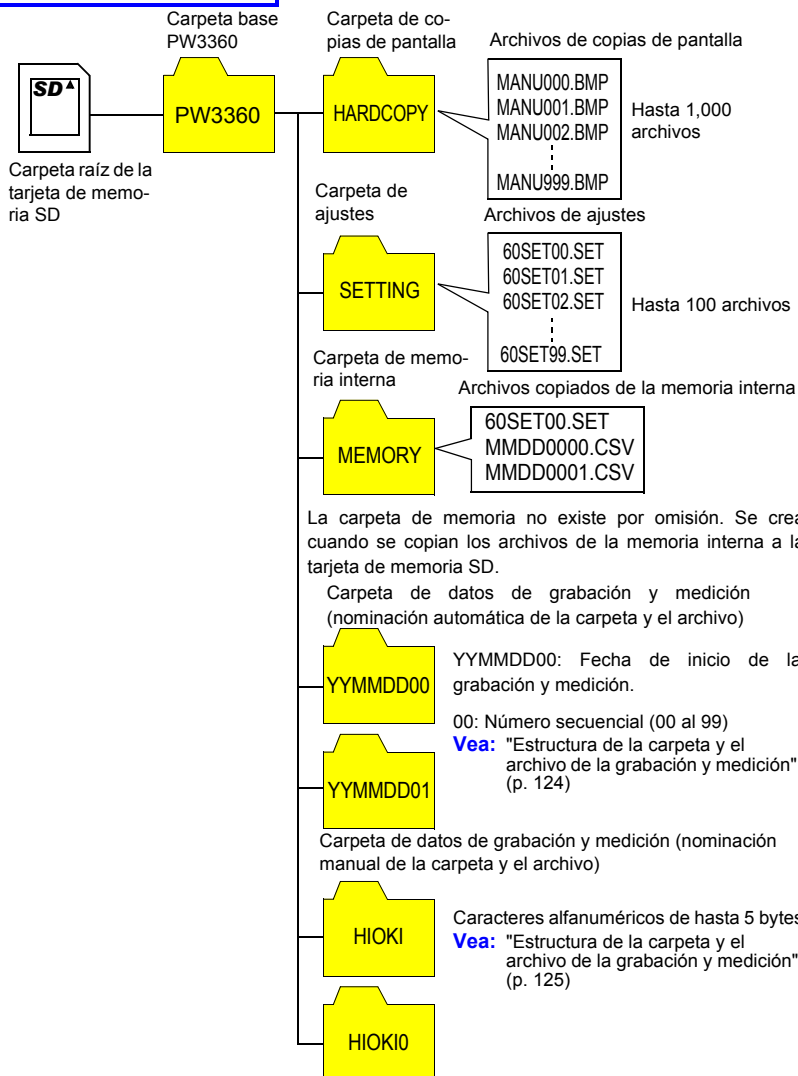 Carpeta base
PW3360
Carpeta de co-
pias de pantalla
Archivos de copias de pantalla
SD
PW3360
HARDCOPY
MANU000.BMP
MANU001.BMP
MANU002.BMP
MANU999.BMP
Hasta 1,000
archivos
Carpeta raíz de la
tarjeta de memo-
ria SD
Carpeta de
ajustes
Archivos de ajustes
SETTING
60SET00.SET
60SET01.SET
60SET02.SET
60SET99.SET
Hasta 100 archivos
Carpeta de memo-
ria interna
Archivos copiados de la memoria interna
MEMORY
60SET00.SET
MMDD0000.CSV
MMDD0001.CSV
La carpeta de memoria no existe por omisión. Se crea
cuando se copian los archivos de la memoria interna a la
tarjeta de memoria SD.
Carpeta de datos de grabación y medición
(nominación automática de la carpeta y el archivo)
YYMMDD00
YYMMDD00: Fecha de inicio de la
grabación y medición.
00: Número secuencial (00 al 99)
Vea: "Estructura de la carpeta y el
archivo de la grabación y medición"
(p. 124)
YYMMDD01
Carpeta de datos de grabación y medición (nominación
manual de la carpeta y el archivo)
HIOKI
Caracteres alfanuméricos de hasta 5 bytes
Vea: "Estructura de la carpeta y el
archivo de la grabación y medición"
(p. 125)
HIOKI0